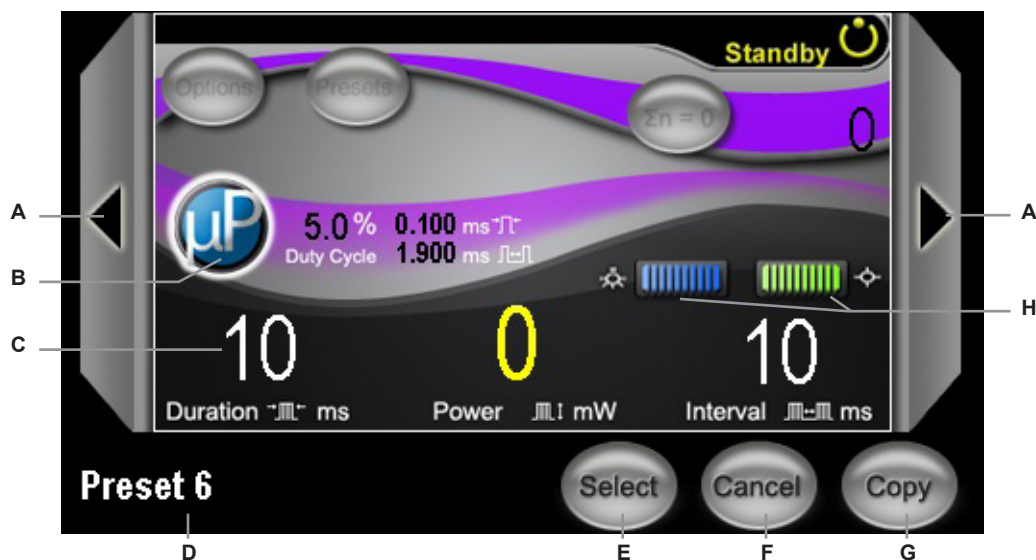 Standby
Options Presets Σn = 0 0
A A
µP 5.0% 0.100 ms
B Duty Cycle 1.900 ms
H
C 10 0 10
Duration ms Power mW Interval ms
Preset 6 Select Cancel Copy
D E F G